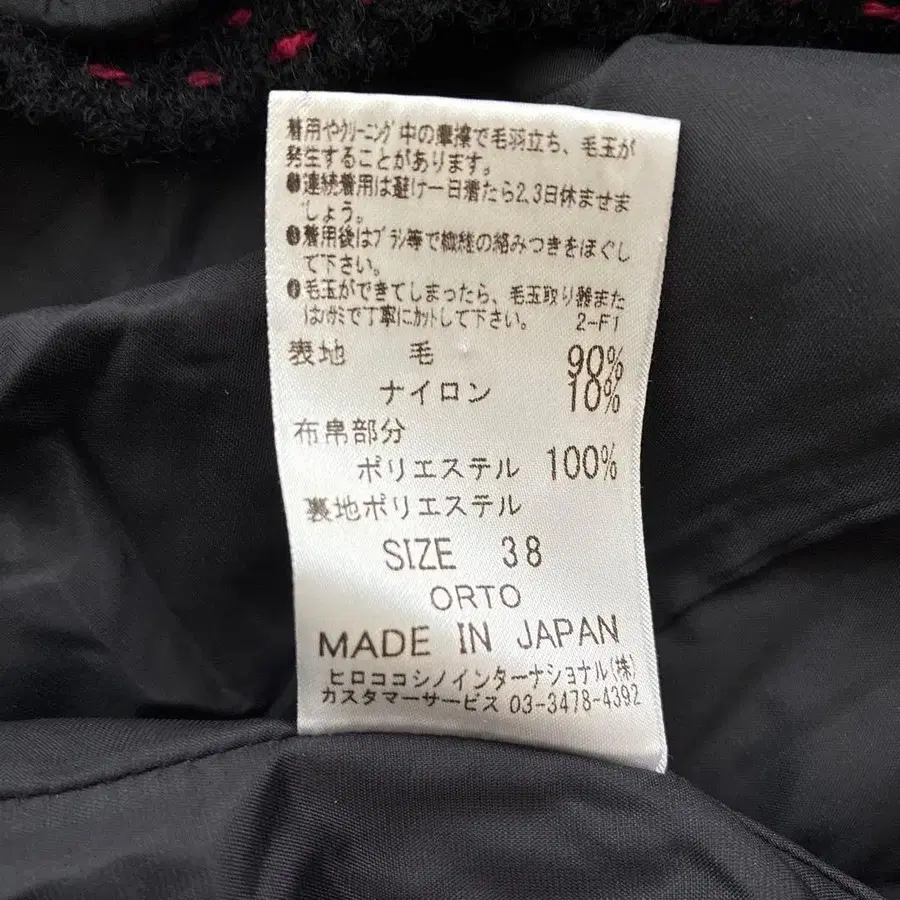 着用やｸﾘｰﾆﾝｸﾞ中の摩擦で毛羽立ち、毛玉が
発生することがあります。
連続着用は避け一日着たら2,3日休ませま
しょう。
着用後はﾌﾞﾗｼ等で繊維の絡みつきをほぐし
て下さい。
毛玉ができてしまったら、毛玉取り器また
はﾊｻﾐで丁寧にｶｯﾄして下さい。 2-F1
表地 毛 90%
ナイロン 10%
布帛部分
ポリエステル 100%
裏地ポリエステル
SIZE 38
ORTO
MADE IN JAPAN
ヒロココシノインターナショナル(株)
カスタマーサービス 03-3478-4392